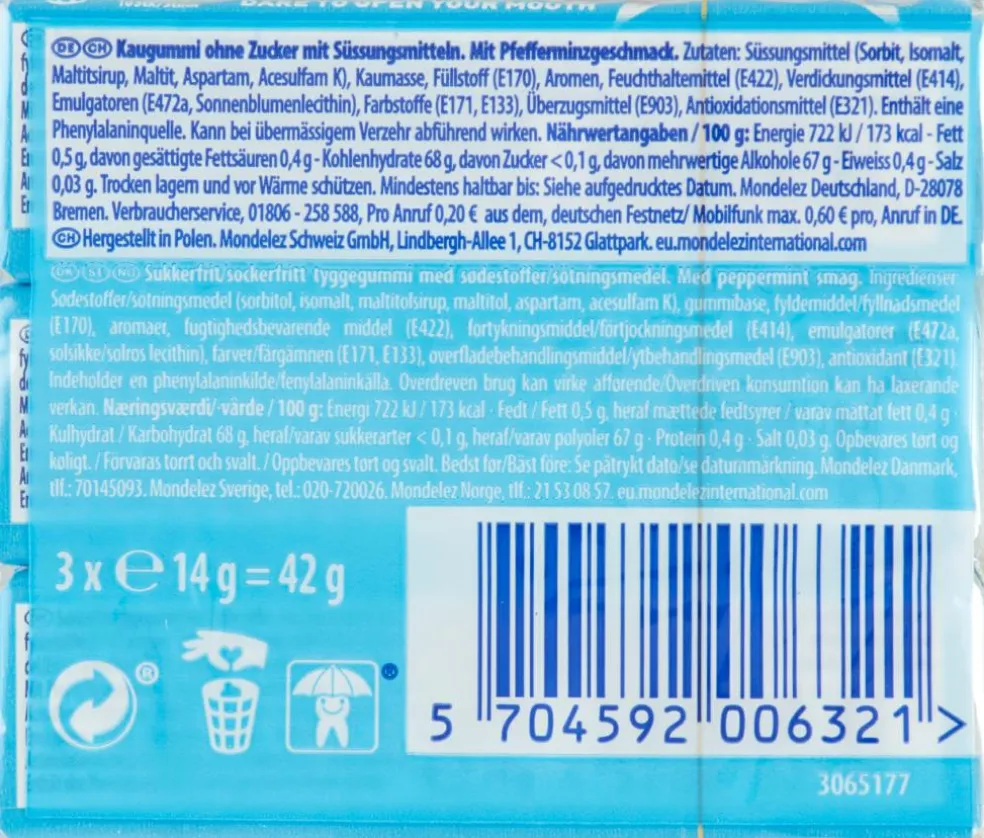 DARE TO OPEN YOUR MOUTH
DE CH Kaugummi ohne Zucker mit Süssungsmitteln. Mit Pfefferminzgeschmack. Zutaten: Süssungsmittel (Sorbit, Isomalt,
Maltitsirup, Maltit, Aspartam, Acesulfam K), Kaumasse, Füllstoff (E170), Aromen, Feuchthaltemittel (E422), Verdickungsmittel (E414),
Emulgatoren (E472a, Sonnenblumenlecithin), Farbstoffe (E171, E133), Überzugsmittel (E903), Antioxidationsmittel (E321). Enthält eine
Phenylalaninquelle. Kann bei übermässigem Verzehr abführend wirken. Nährwertangaben / 100 g: Energie 722 kJ / 173 kcal - Fett
0,5 g, davon gesättigte Fettsäuren 0,4 g - Kohlenhydrate 68 g, davon Zucker < 0,1 g, davon mehrwertige Alkohole 67 g - Eiweiss 0,4 g - Salz
0,03 g. Trocken lagern und vor Wärme schützen. Mindestens haltbar bis: Siehe aufgedrucktes Datum. Mondelez Deutschland, D-28078
Bremen. Verbraucherservice, 01806 - 258 588, Pro Anruf 0,20 € aus dem, deutschen Festnetz/ Mobilfunk max. 0,60 € pro, Anruf in DE.
CH Hergestellt in Polen. Mondelez Schweiz GmbH, Lindbergh-Allee 1, CH-8152 Glattpark. eu.mondelezinternational.com
DK SE NO Sukkerfrit/sockerfritt tyggegummi med sødestoffer/sötningsmedel. Med peppermint smag. Ingredienser
Sødestoffer/sötningsmedel (sorbitol, isomalt, maltitolsirup, maltitol, aspartam, acesulfam K), gummibase, fyldemiddel/fyllnadsmedel
(E170), aromaer, fugtighedsbevarende middel (E422), fortykningsmiddel/förtjockningsmedel (E414), emulgatorer (E472a,
solsikke/solros lecithin), farver/färgämnen (E171, E133), overfladebehandlingsmiddel/ytbehandlingsmedel (E903), antioxidant (E321)
Indeholder en phenylalaninkilde/fenylalaninkälla. Overdreven brug kan virke afførende/Överdriven konsumtion kan ha laxerande
verkan. Næringsværdi/-värde / 100 g: Energi 722 kJ / 173 kcal · Fedt / Fett 0,5 g, heraf mættede fedtsyrer / varav mättat fett 0,4 g ·
Kulhydrat / Karbohydrat 68 g, heraf/varav sukkerarter < 0,1 g, heraf/varav polyoler 67 g · Protein 0,4 g · Salt 0,03 g. Opbevares tørt og
køligt. / Förvaras torrt och svalt. / Oppbevares tørt og svalt. Bedst før/Bäst före: Se påtrykt dato/se datummärkning. Mondelez Danmark,
tlf.: 70145093. Mondelez Sverige, tel.: 020-720026. Mondelez Norge, tlf.: 21 53 08 57. eu.mondelezinternational.com
3 x ℮ 14 g = 42 g
®
5 704592 006321 >
3065177